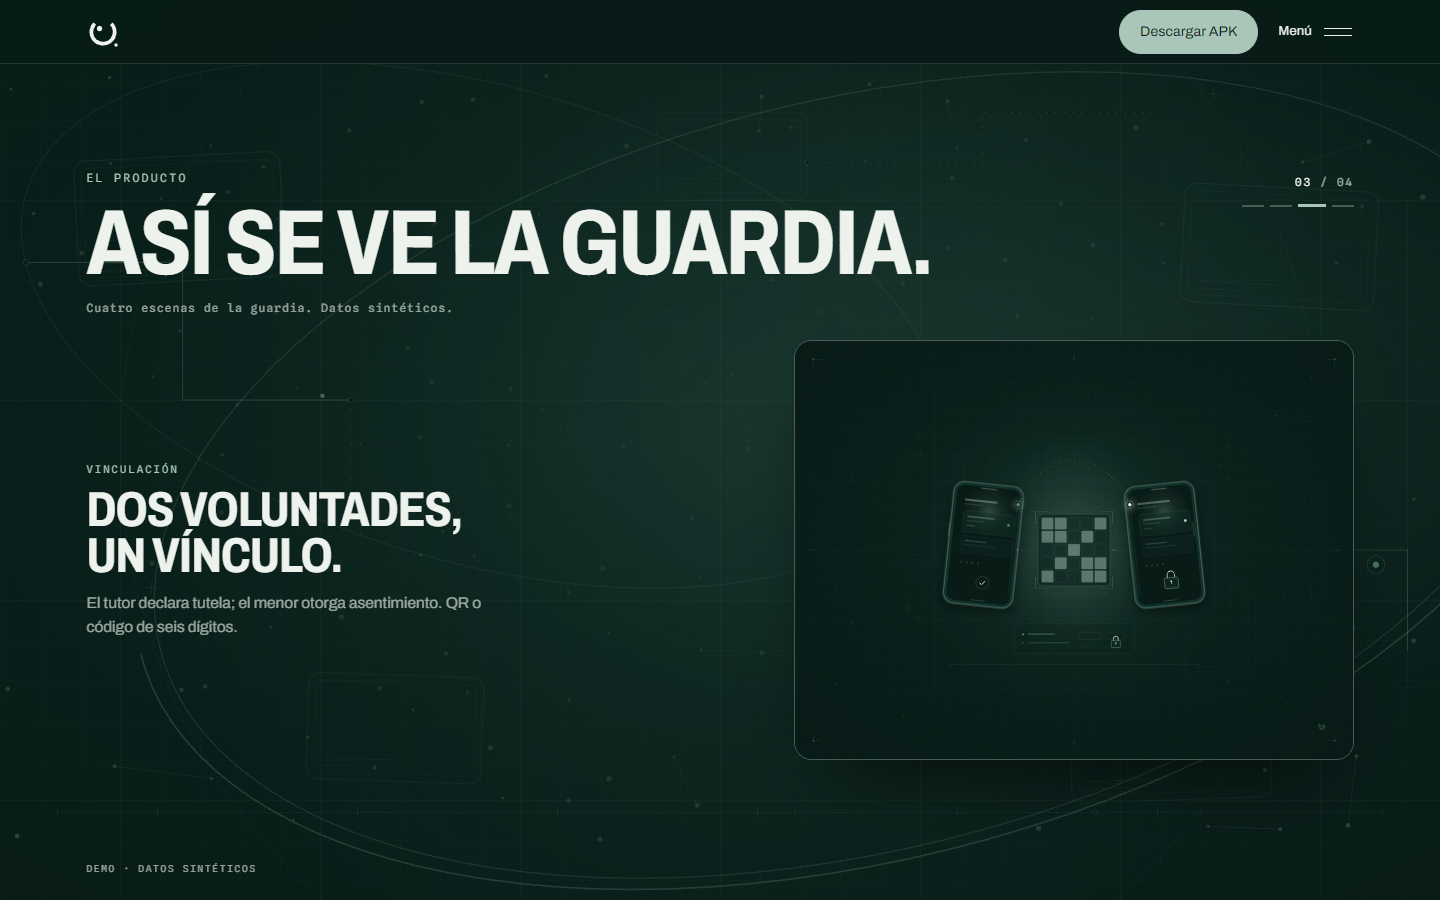 Descargar APK
Menú
EL PRODUCTO
03 / 04
ASÍ SE VE LA GUARDIA.
Cuatro escenas de la guardia. Datos sintéticos.
VINCULACIÓN
DOS VOLUNTADES,
UN VÍNCULO.
El tutor declara tutela; el menor otorga asentimiento. QR o
código de seis dígitos.
DEMO · DATOS SINTÉTICOS